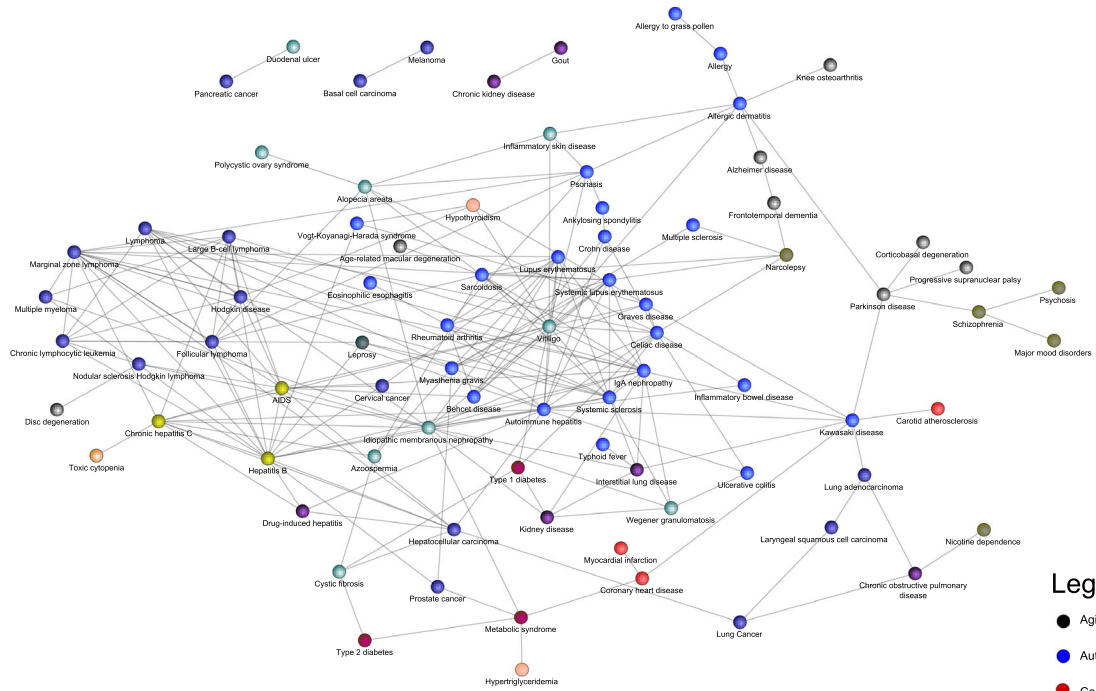 Allergy to grass pollen
Duodenal ulcer
Melanoma
Gout
Allergy
Knee osteoarthritis
Pancreatic cancer
Basal cell carcinoma
Chronic kidney disease
Allergic dermatitis
Inflammatory skin disease
Polycystic ovary syndrome
Alzheimer disease
Psoriasis
Alopecia areata
Hypothyroidism
Ankylosing spondylitis
Frontotemporal dementia
Vogt-Koyanagi-Harada syndrome
Lymphoma
Large B-cell lymphoma
Crohn disease
Multiple sclerosis
Age-related macular degeneration
Corticobasal degeneration
Marginal zone lymphoma
Lupus erythematosus
Narcolepsy
Progressive supranuclear palsy
Sarcoidosis
Systemic lupus erythematosus
Eosinophilic esophagitis
Parkinson disease
Psychosis
Multiple myeloma
Hodgkin disease
Graves disease
Schizophrenia
Rheumatoid arthritis
Vitiligo
Celiac disease
Chronic lymphocytic leukemia
Follicular lymphoma
Leprosy
Major mood disorders
Nodular sclerosis Hodgkin lymphoma
Myasthenia gravis
IgA nephropathy
AIDS
Cervical cancer
Behcet disease
Systemic sclerosis
Inflammatory bowel disease
Disc degeneration
Autoimmune hepatitis
Carotid atherosclerosis
Chronic hepatitis C
Idiopathic membranous nephropathy
Kawasaki disease
Toxic cytopenia
Hepatitis B
Azoospermia
Typhoid fever
Type 1 diabetes
Interstitial lung disease
Ulcerative colitis
Lung adenocarcinoma
Drug-induced hepatitis
Kidney disease
Wegener granulomatosis
Hepatocellular carcinoma
Laryngeal squamous cell carcinoma
Nicotine dependence
Myocardial infarction
Cystic fibrosis
Coronary heart disease
Chronic obstructive pulmonary
disease
Prostate cancer
Metabolic syndrome
Lung Cancer
Type 2 diabetes
Hypertriglyceridemia
Leg
Agi
Aut